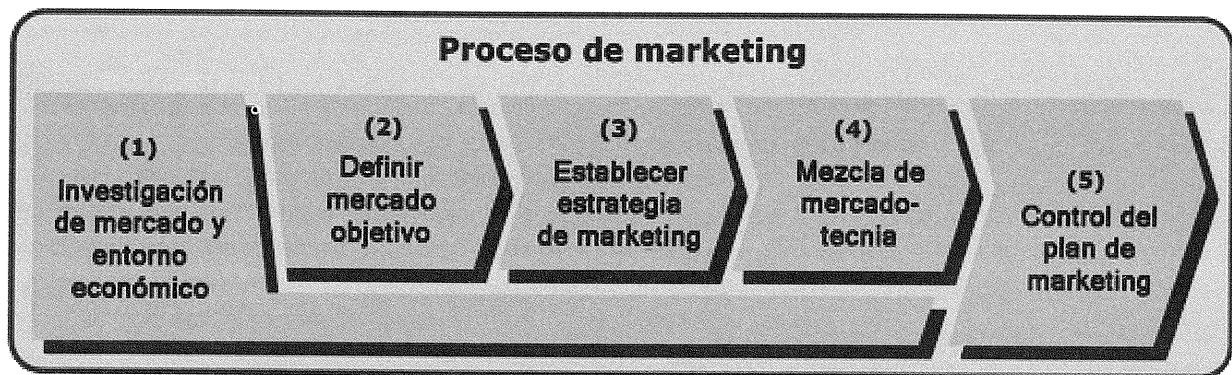 Proceso de marketing
(1)
Investigación
de mercado y
entorno
económico
(2)
Definir
mercado
objetivo
(3)
Establecer
estrategia
de marketing
(4)
Mezcla de
mercado-
tecnia
(5)
Control del
plan de
marketing